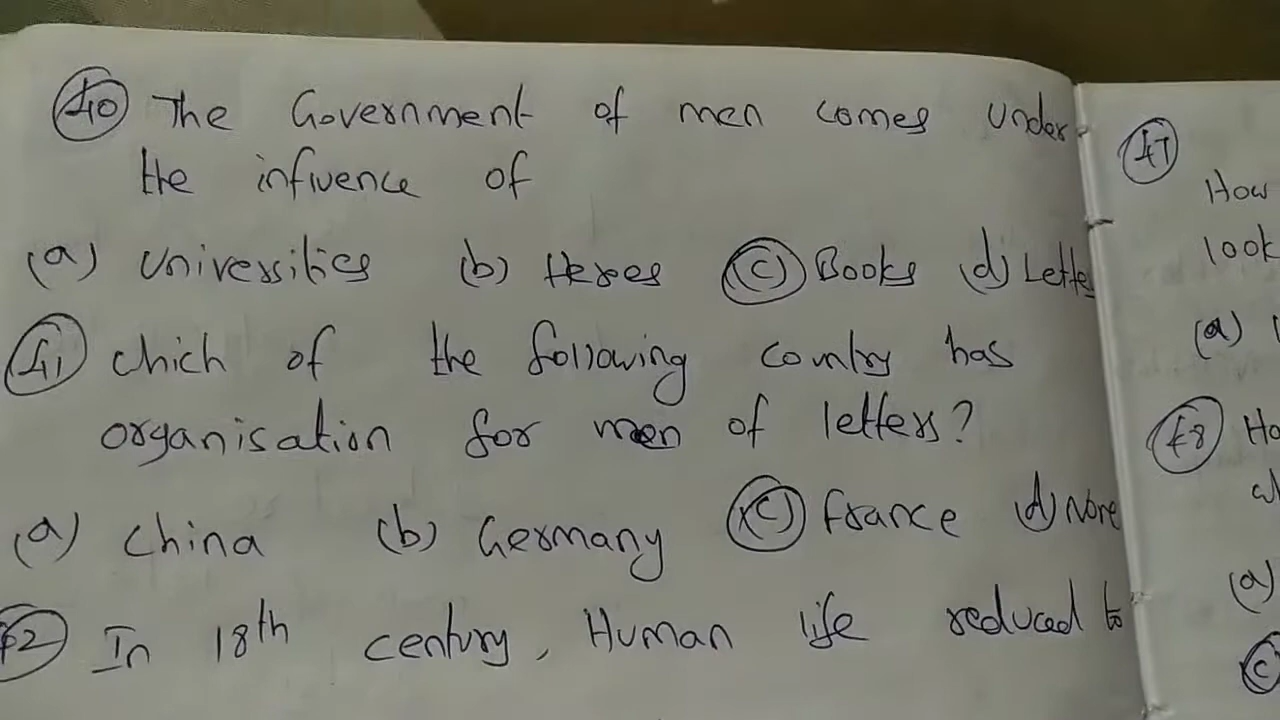 40 The Government of men comes under
the influence of
(a) Universities (b) Heroes (c) Books (d) Lette
41 which of the following country has
organisation for men of letters?
(a) China (b) Germany (c) France (d) None
42 In 18th century, Human life reduced to
47
How
look
(a)
48 Ho
(a)
(c)